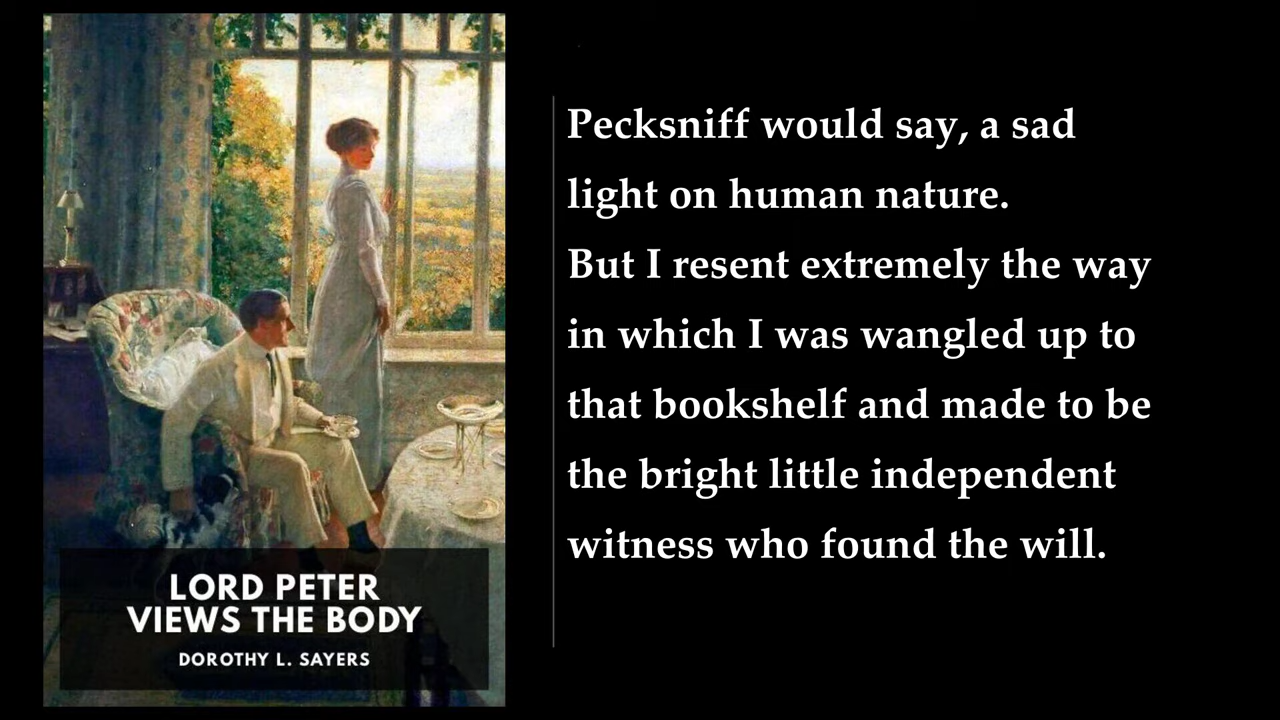 LORD PETER
VIEWS THE BODY
DOROTHY L. SAYERS
Pecksniff would say, a sad
light on human nature.
But I resent extremely the way
in which I was wangled up to
that bookshelf and made to be
the bright little independent
witness who found the will.